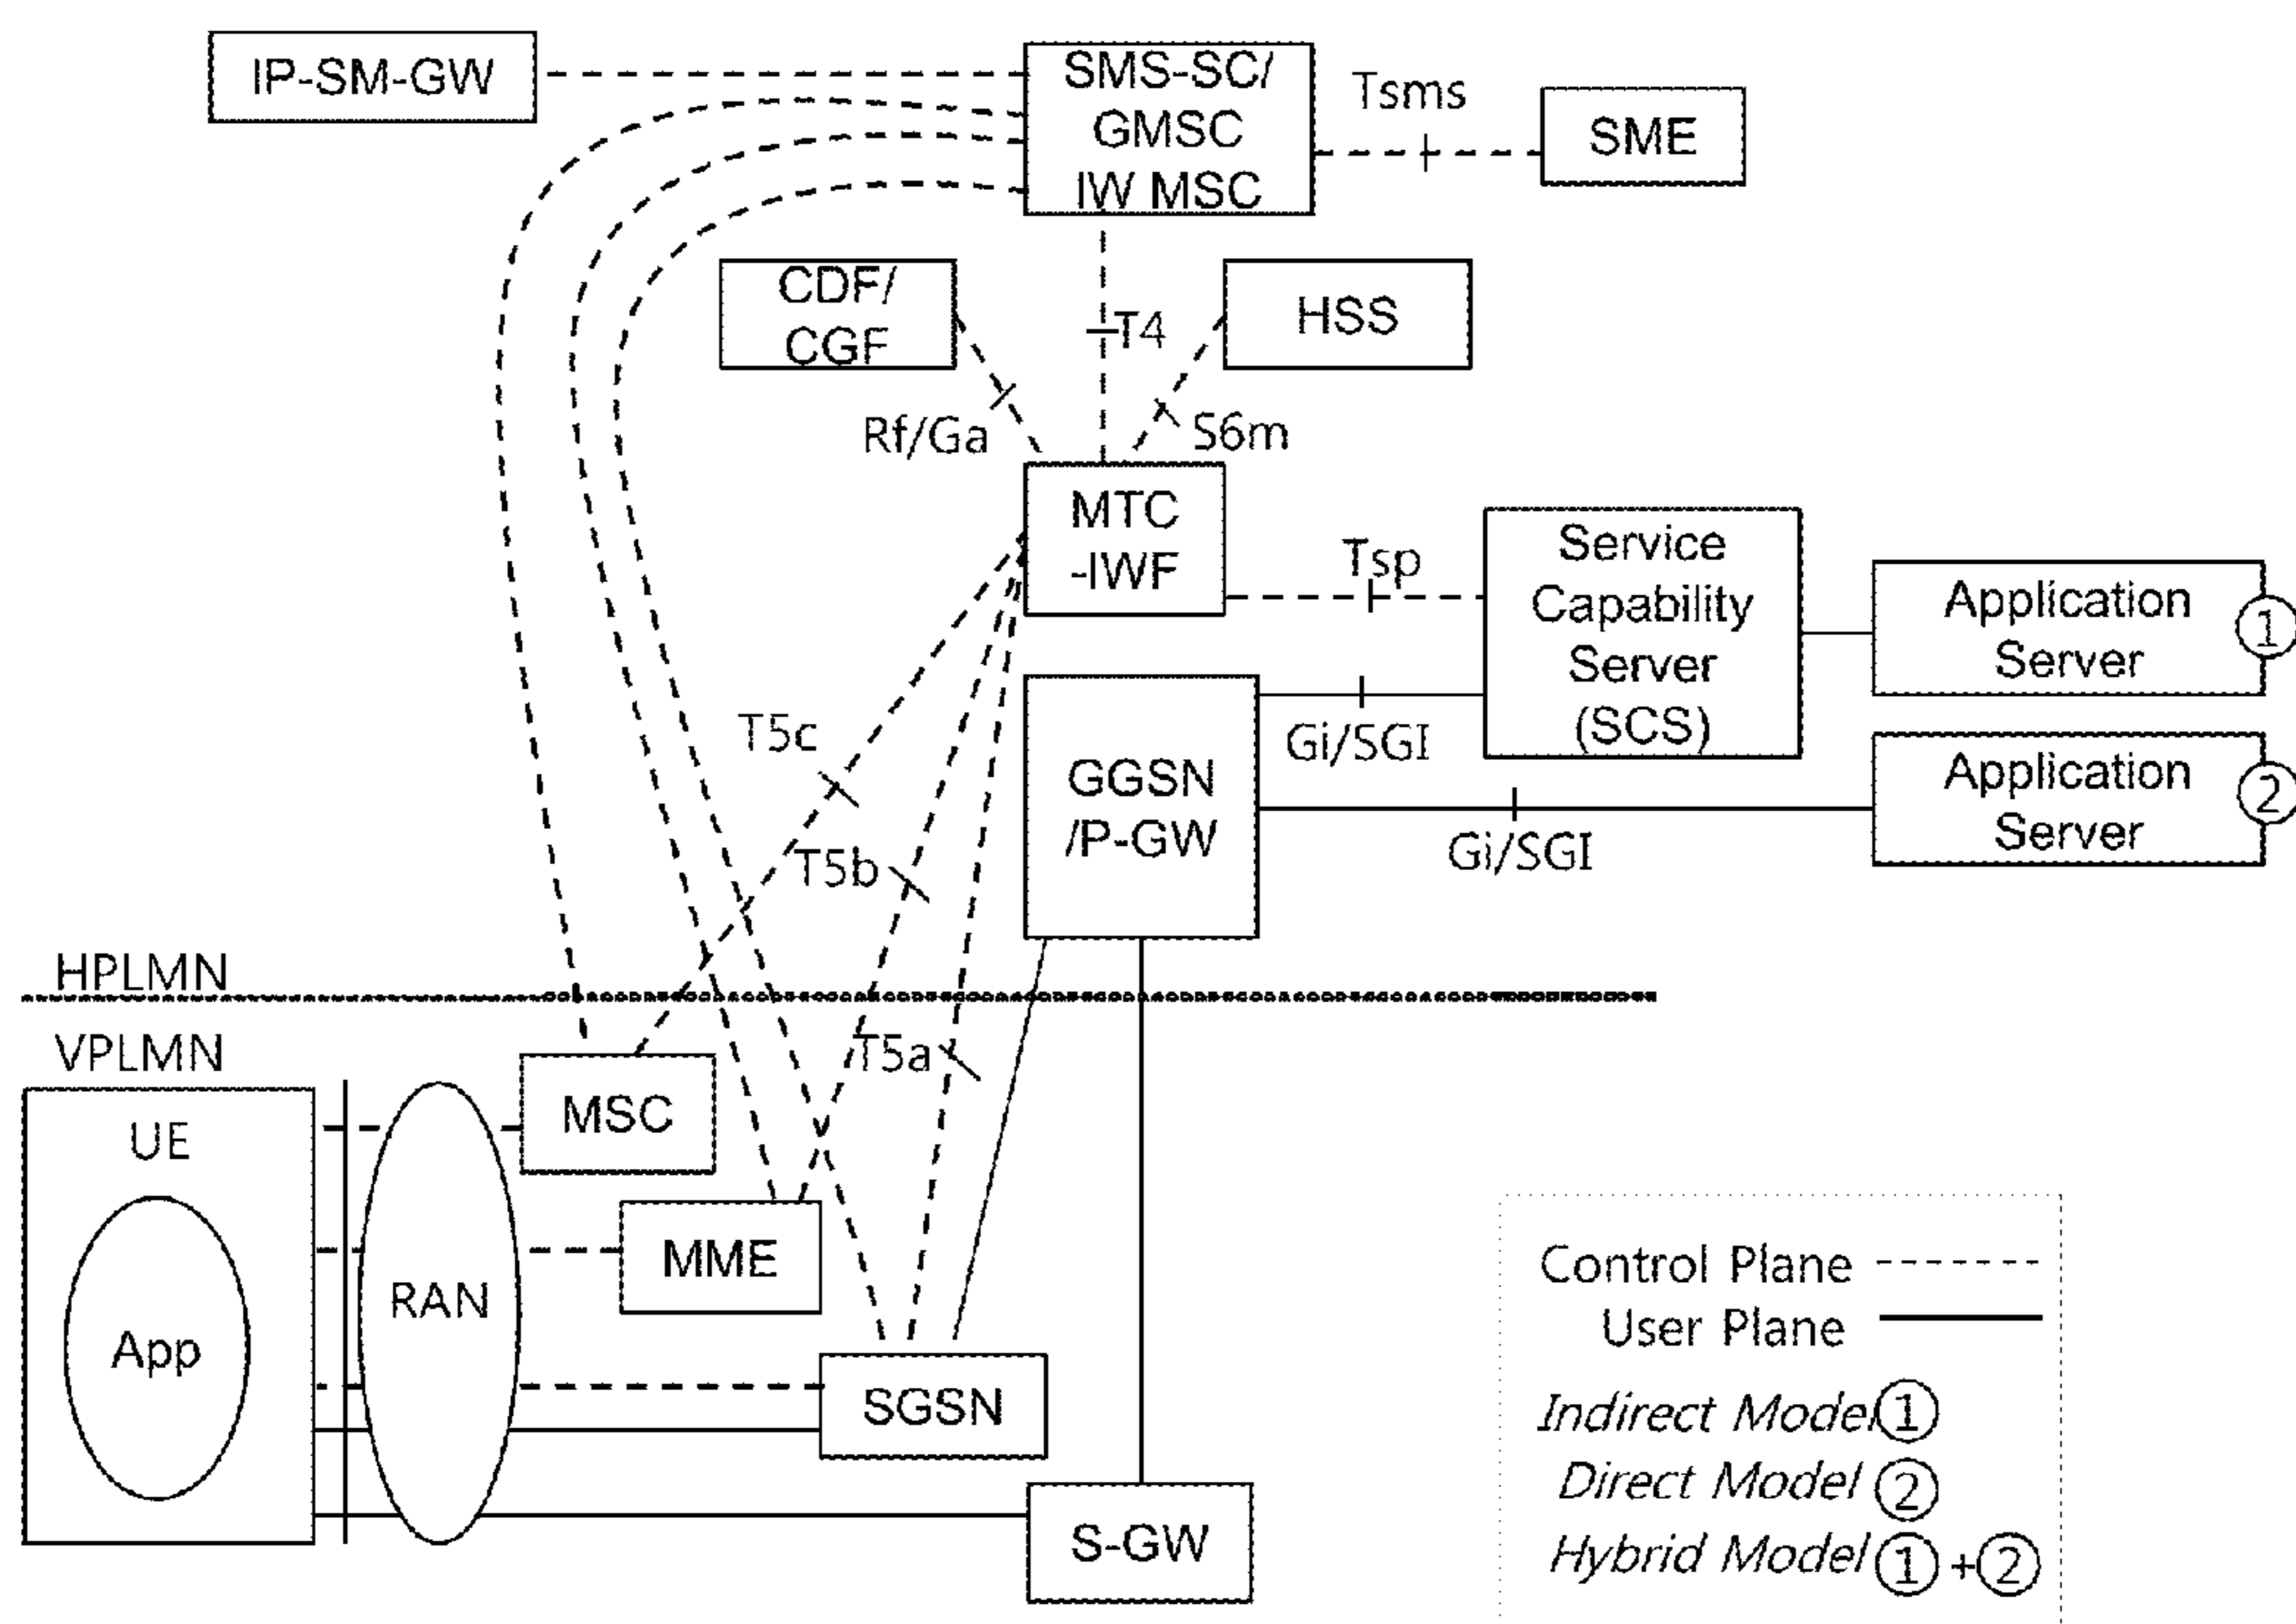 IP-SM-GW
SMS-SC/
GMSC
IW MSC
Tsms
SME
CDF/
CGF
T4
HSS
Rf/Ga
S6m
MTC
-IWF
Tsp
Service
Capability
Server
(SCS)
Application
Server
1
T5c
Gi/SGI
GGSN
/P-GW
Application
Server
2
T5b
Gi/SGI
HPLMN
VPLMN
T5a
UE
MSC
App
RAN
MME
SGSN
S-GW
Control Plane
User Plane
Indirect Model 1
Direct Model 2
Hybrid Model 1 + 2